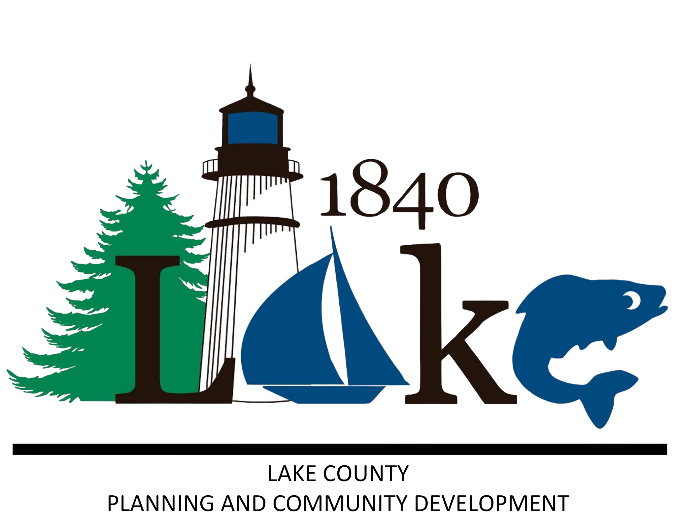 1840
Lake
LAKE COUNTY
PLANNING AND COMMUNITY DEVELOPMENT